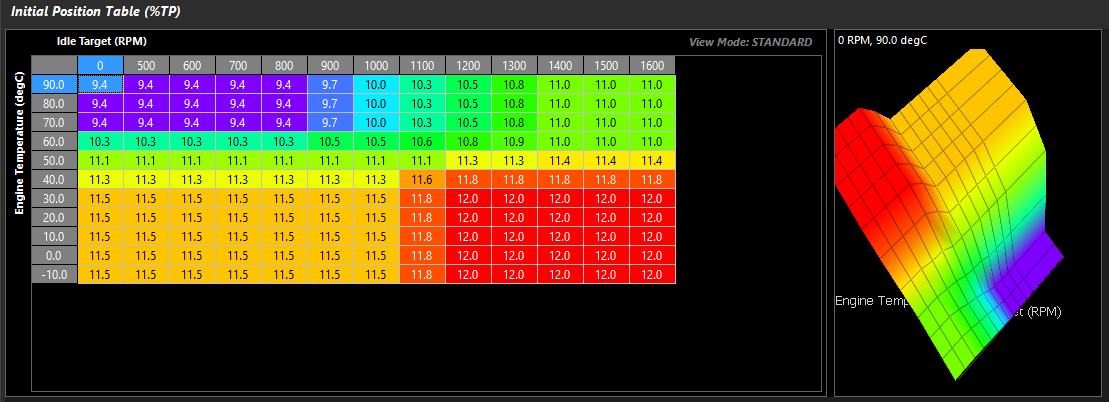 Initial Position Table (%TP)
Idle Target (RPM)
View Mode: STANDARD
Engine Temperature (degC)
0 500 600 700 800 900 1000 1100 1200 1300 1400 1500 1600
90.0 9.4 9.4 9.4 9.4 9.4 9.7 10.0 10.3 10.5 10.8 11.0 11.0 11.0
80.0 9.4 9.4 9.4 9.4 9.4 9.7 10.0 10.3 10.5 10.8 11.0 11.0 11.0
70.0 9.4 9.4 9.4 9.4 9.4 9.7 10.0 10.3 10.5 10.8 11.0 11.0 11.0
60.0 10.3 10.3 10.3 10.3 10.3 10.5 10.5 10.6 10.8 10.9 11.0 11.0 11.0
50.0 11.1 11.1 11.1 11.1 11.1 11.1 11.1 11.1 11.3 11.3 11.4 11.4 11.4
40.0 11.3 11.3 11.3 11.3 11.3 11.3 11.3 11.6 11.8 11.8 11.8 11.8 11.8
30.0 11.5 11.5 11.5 11.5 11.5 11.5 11.5 11.8 12.0 12.0 12.0 12.0 12.0
20.0 11.5 11.5 11.5 11.5 11.5 11.5 11.5 11.8 12.0 12.0 12.0 12.0 12.0
10.0 11.5 11.5 11.5 11.5 11.5 11.5 11.5 11.8 12.0 12.0 12.0 12.0 12.0
0.0 11.5 11.5 11.5 11.5 11.5 11.5 11.5 11.8 12.0 12.0 12.0 12.0 12.0
-10.0 11.5 11.5 11.5 11.5 11.5 11.5 11.5 11.8 12.0 12.0 12.0 12.0 12.0
0 RPM, 90.0 degC
Engine Temp
et (RPM)